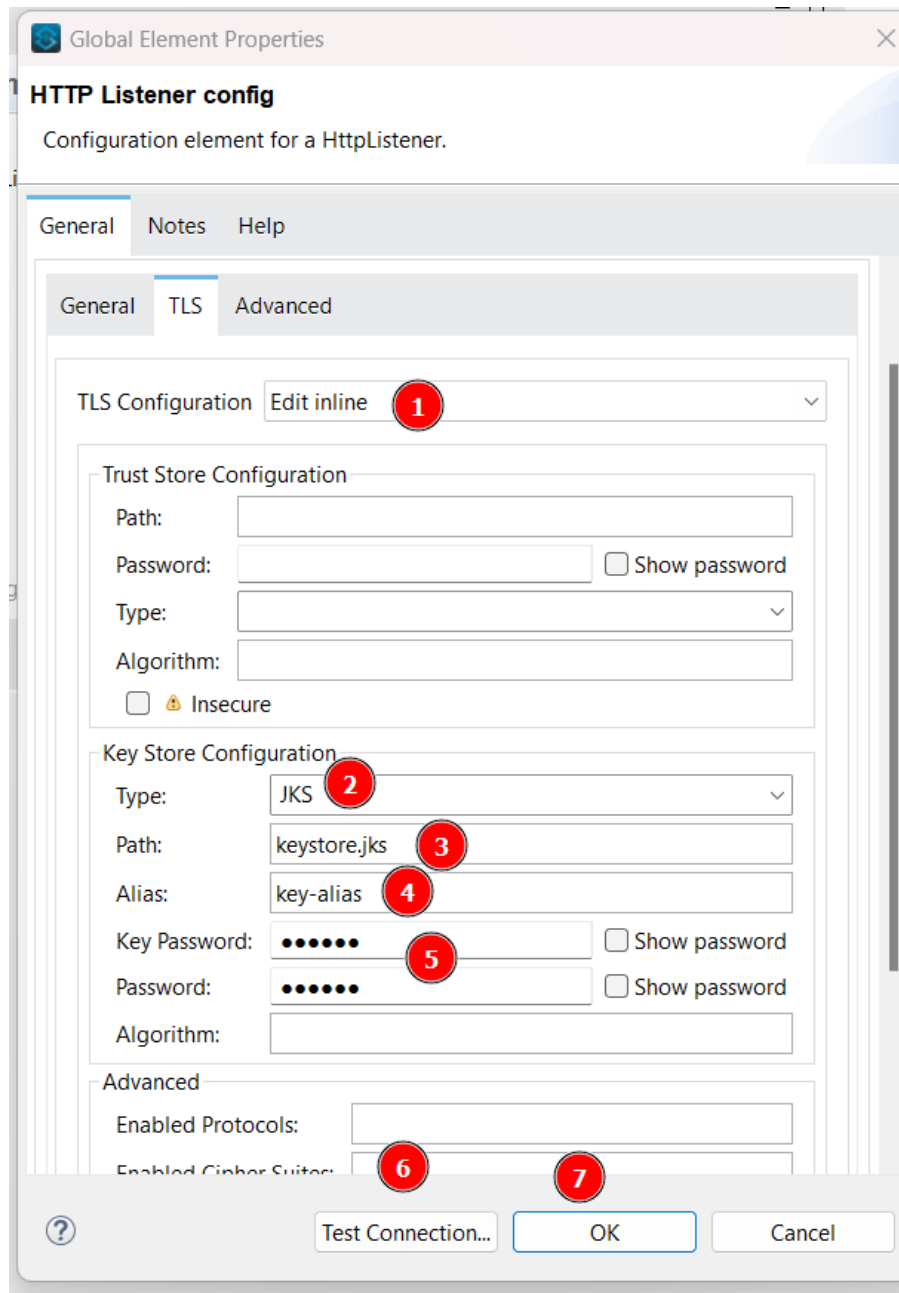 Global Element Properties
HTTP Listener config
Configuration element for a HttpListener.
General Notes Help
General TLS Advanced
TLS Configuration Edit inline 1
Trust Store Configuration
Path:
Password: Show password
Type:
Algorithm:
Insecure
Key Store Configuration
Type: JKS 2
Path: keystore.jks 3
Alias: key-alias 4
Key Password: •••••• 5 Show password
Password: •••••• Show password
Algorithm:
Advanced
Enabled Protocols:
Enabled Cipher Suites: 6
7
? Test Connection... OK Cancel